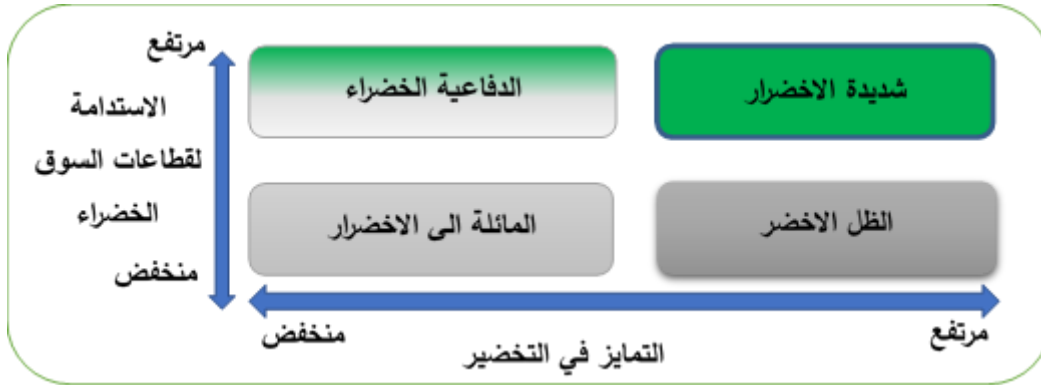 مرتفع
الاستدامة
لقطاعات السوق
الخضراء
منخفض
شديدة الاخضرار
الدفاعية الخضراء
الظل الاخضر
المائلة الى الاخضرار
مرتفع
منخفض
التمايز في التخضير